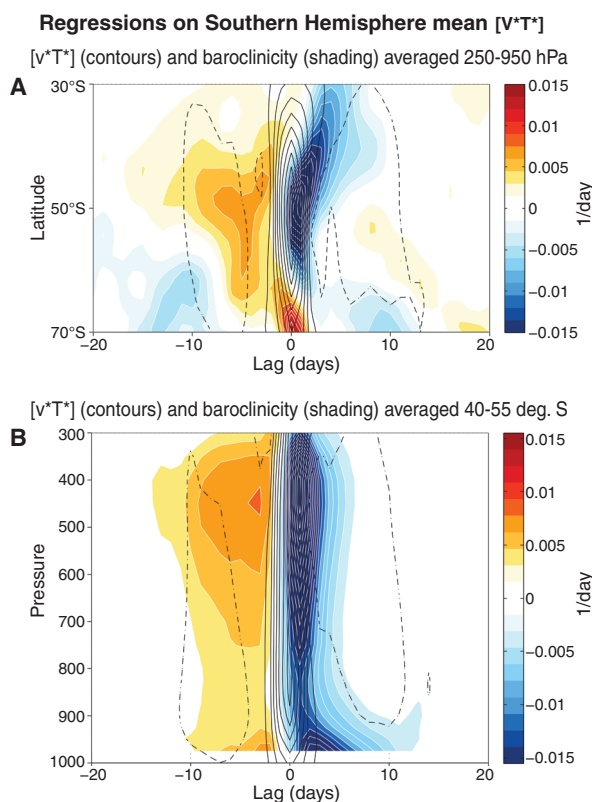 Regressions on Southern Hemisphere mean [V*T*]
[v*T*] (contours) and baroclinicity (shading) averaged 250-950 hPa
A
30°S
50°S
70°S
Latitude
−20
−10
0
10
20
Lag (days)
0.015
0.01
0.005
0
−0.005
−0.01
−0.015
1/day
[v*T*] (contours) and baroclinicity (shading) averaged 40-55 deg. S
B
300
400
500
600
700
800
900
1000
Pressure
−20
−10
0
10
20
Lag (days)
0.015
0.01
0.005
0
−0.005
−0.01
−0.015
1/day